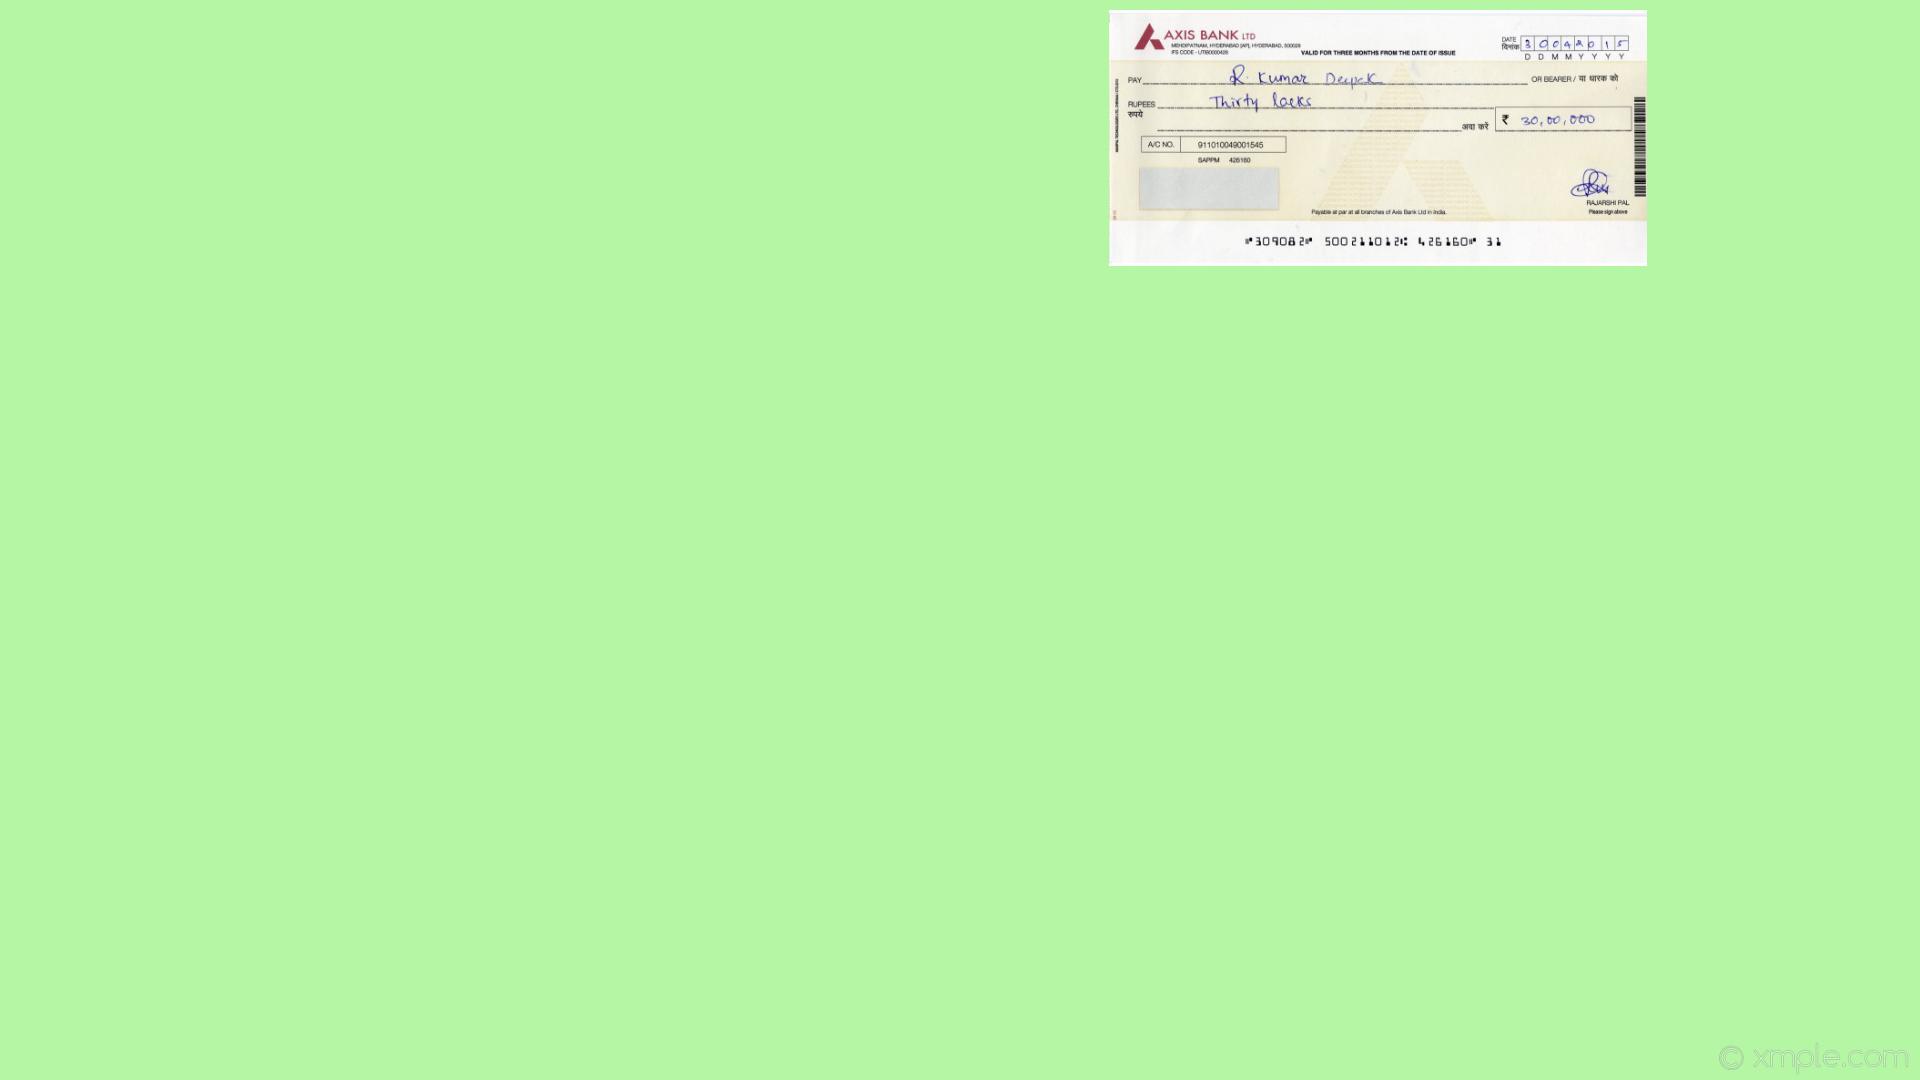 AXIS BANK LTD
MEHDIPATNAM, HYDERABAD [AP], HYDERABAD, 500028
IFS CODE - UTIB0000426
VALID FOR THREE MONTHS FROM THE DATE OF ISSUE
DATE
दिनांक
3 0 0 4 2 0 1 5
D D M M Y Y Y Y
PAY R. Kumar Deepak OR BEARER / या धारक को
RUPEES Thirty lacks
रुपये
अदा करें ₹ 30,00,000
A/C NO. 911010049001545
SAPPM 426160
RAJARSHI PAL
Please sign above
Payable at par at all branches of Axis Bank Ltd in India.
⑈309082⑈ 500211012⑆ 426160⑈ 31
© xmple.com